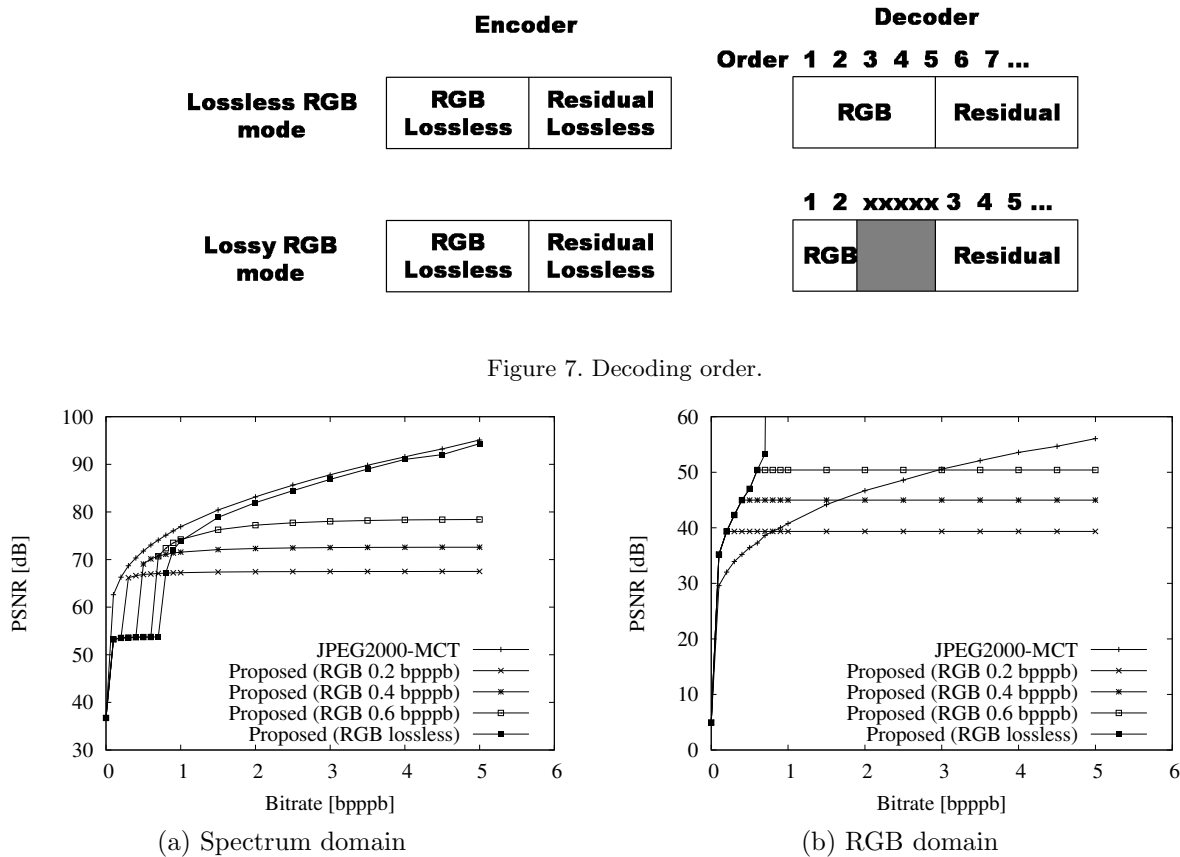 Encoder
Decoder
Order 1 2 3 4 5 6 7 ...
Lossless RGB
mode
RGB
Lossless
Residual
Lossless
RGB
Residual
1 2 xxxxx 3 4 5 ...
Lossy RGB
mode
RGB
Lossless
Residual
Lossless
RGB
Residual
Figure 7. Decoding order.
100
90
80
70
60
50
40
30
PSNR [dB]
JPEG2000-MCT
Proposed (RGB 0.2 bpppb)
Proposed (RGB 0.4 bpppb)
Proposed (RGB 0.6 bpppb)
Proposed (RGB lossless)
0 1 2 3 4 5 6
Bitrate [bpppb]
(a) Spectrum domain
60
50
40
30
20
10
0
PSNR [dB]
JPEG2000-MCT
Proposed (RGB 0.2 bpppb)
Proposed (RGB 0.4 bpppb)
Proposed (RGB 0.6 bpppb)
Proposed (RGB lossless)
0 1 2 3 4 5 6
Bitrate [bpppb]
(b) RGB domain